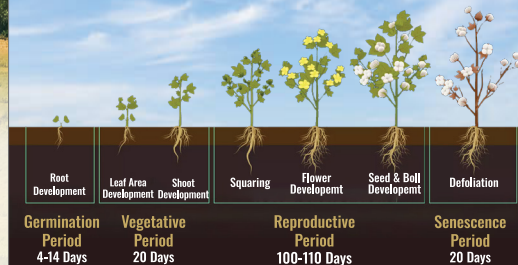 Root
Development
Leaf Area
Development
Shoot
Development
Squaring
Flower
Developemt
Seed & Boll
Developemt
Defoliation
Germination
Period
4-14 Days
Vegetative
Period
20 Days
Reproductive
Period
100-110 Days
Senescence
Period
20 Days